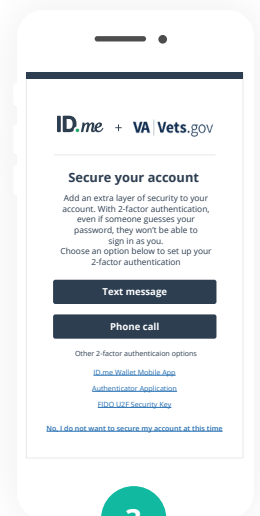 ID.me + VA | Vets.gov
Secure your account
Add an extra layer of security to your
account. With 2-factor authentication,
even if someone guesses your
password, they won't be able to
sign in as you.
Choose an option below to set up your
2-factor authentication
Text message
Phone call
Other 2-factor authenticaion options
ID.me Wallet Mobile App
Authenticator Application
FIDO U2F Security Key
No, I do not want to secure my account at this time